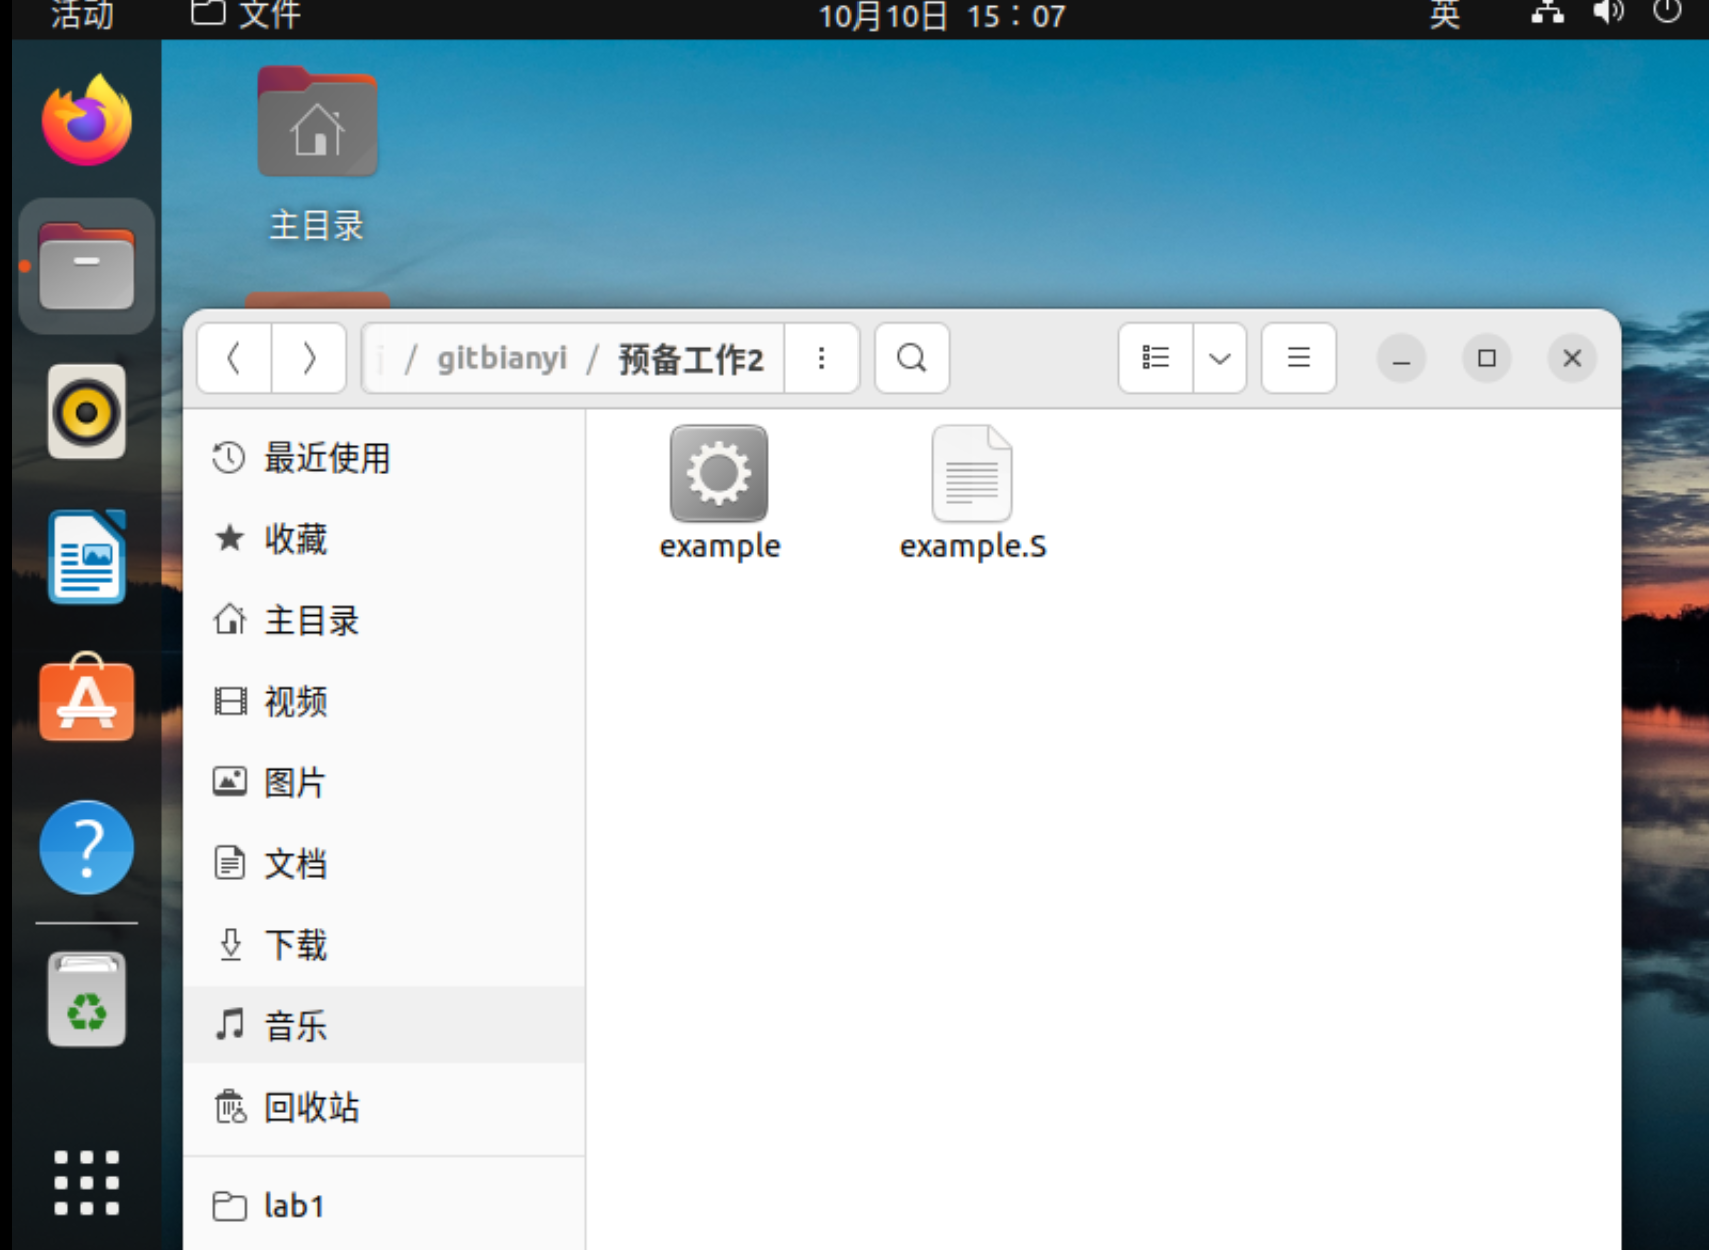 活动 文件 10月10日 15：07 英
主目录
/ gitbianyi / 预备工作2
最近使用
收藏
主目录
视频
图片
文档
下载
音乐
回收站
lab1
example
example.S